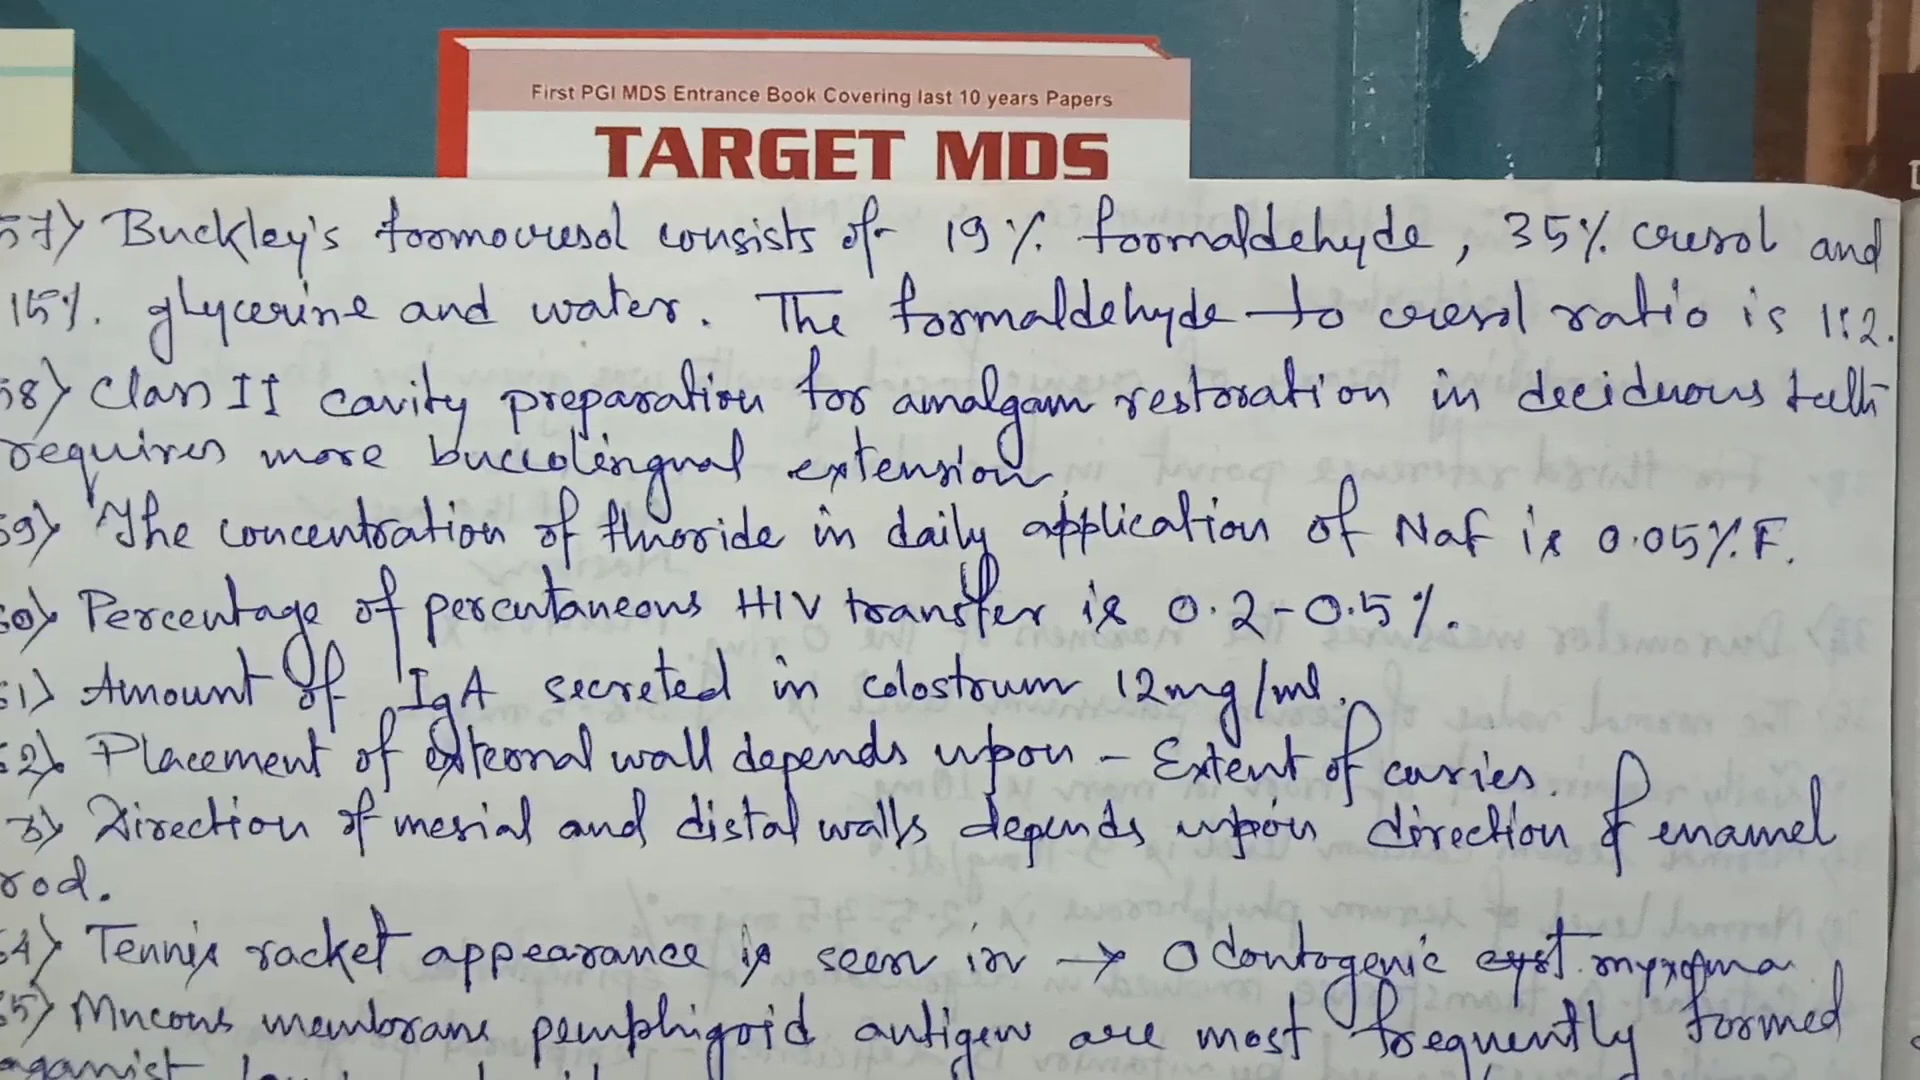 First PGI MDS Entrance Book Covering last 10 years Papers
TARGET MDS
57) Buckley's formocresol consists of 19% formaldehyde, 35% cresol and
15%. glycerine and water. The formaldehyde to cresol ratio is 1:2.
58) Class II cavity preparation for amalgam restoration in deciduous teeth
requires more buccolingual extension.
59) The concentration of fluoride in daily application of NaF is 0.05% F.
60) Percentage of percutaneous HIV transfer is 0.2-0.5%.
61) Amount of IgA secreted in colostrum 12mg/ml.
62) Placement of external wall depends upon - Extent of caries.
3) Direction of mesial and distal walls depends upon direction of enamel
rod.
64) Tennis racket appearance is seen in → Odontogenic cyst. myxoma
65) Mucous membrane pemphigoid antigen are most frequently formed